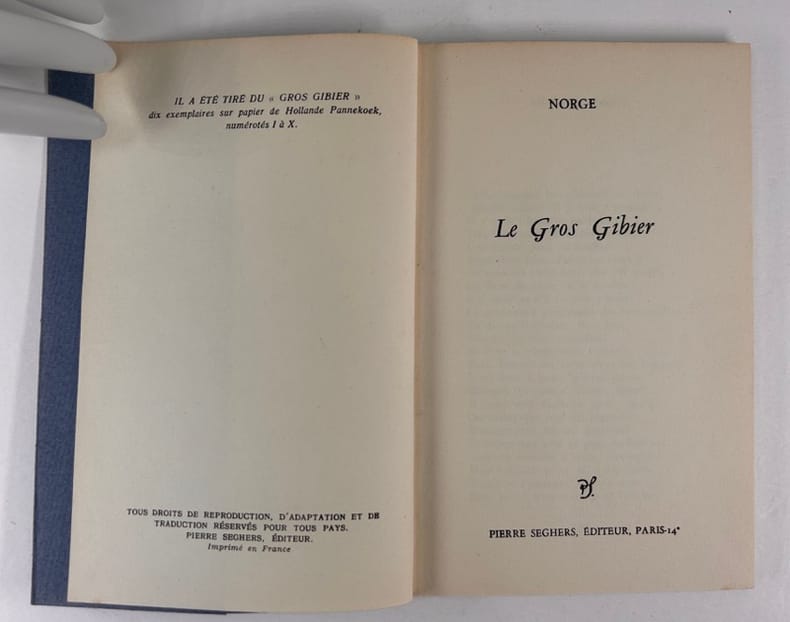 IL A ÉTÉ TIRÉ DU « GROS GIBIER »
dix exemplaires sur papier de Hollande Pannekoek,
numérotés I à X.
TOUS DROITS DE REPRODUCTION, D'ADAPTATION ET DE
TRADUCTION RÉSERVÉS POUR TOUS PAYS.
PIERRE SEGHERS, ÉDITEUR.
Imprimé en France
NORGE
Le Gros Gibier
PS.
PIERRE SEGHERS, ÉDITEUR, PARIS-14ᵉ